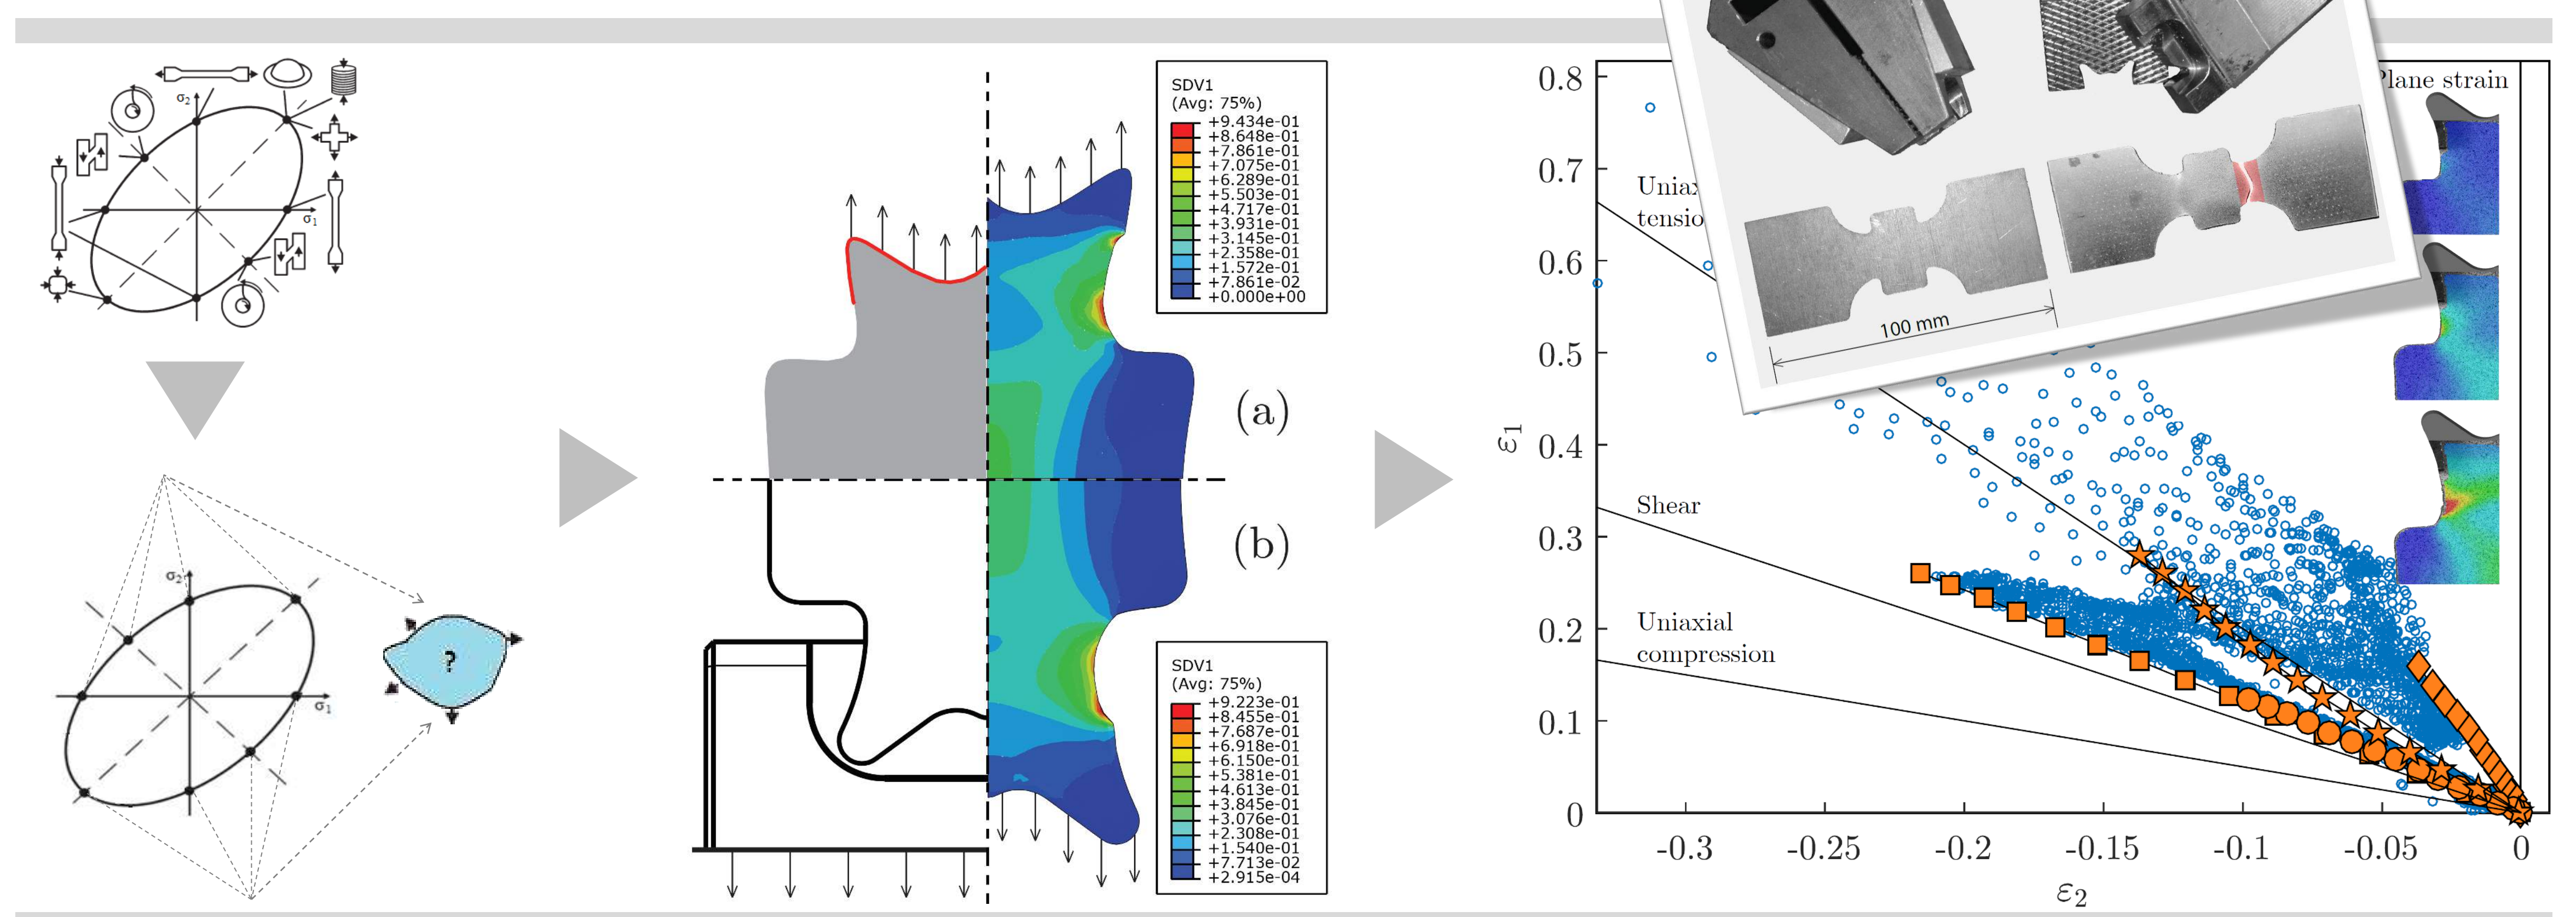 σ2
σ1
σ2
σ1
?
SDV1
(Avg: 75%)
+9.434e-01
+8.648e-01
+7.861e-01
+7.075e-01
+6.289e-01
+5.503e-01
+4.717e-01
+3.931e-01
+3.145e-01
+2.358e-01
+1.572e-01
+7.861e-02
+0.000e+00
(a)
(b)
SDV1
(Avg: 75%)
+9.223e-01
+8.455e-01
+7.687e-01
+6.918e-01
+6.150e-01
+5.381e-01
+4.613e-01
+3.845e-01
+3.076e-01
+2.308e-01
+1.540e-01
+7.713e-02
+2.915e-04
0.8
0.7
0.6
0.5
0.4
0.3
0.2
0.1
0
ε1
strain
100 mm
Shear
Uniaxial
compression
-0.3
-0.25
-0.2
-0.15
-0.1
-0.05
0
ε2